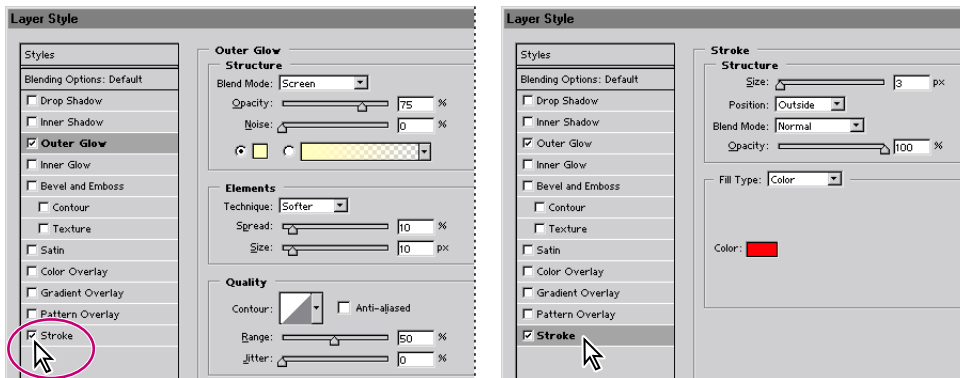 Layer Style
Styles
Blending Options: Default
Drop Shadow
Inner Shadow
Outer Glow
Inner Glow
Bevel and Emboss
Contour
Texture
Satin
Color Overlay
Gradient Overlay
Pattern Overlay
Stroke
Outer Glow
Structure
Blend Mode: Screen
Opacity: 75 %
Noise: 0 %
Elements
Technique: Softer
Spread: 10 %
Size: 10 px
Quality
Contour: Anti-aliased
Range: 50 %
Jitter: 0 %
Layer Style
Styles
Blending Options: Default
Drop Shadow
Inner Shadow
Outer Glow
Inner Glow
Bevel and Emboss
Contour
Texture
Satin
Color Overlay
Gradient Overlay
Pattern Overlay
Stroke
Stroke
Structure
Size: 3 px
Position: Outside
Blend Mode: Normal
Opacity: 100 %
Fill Type: Color
Color: